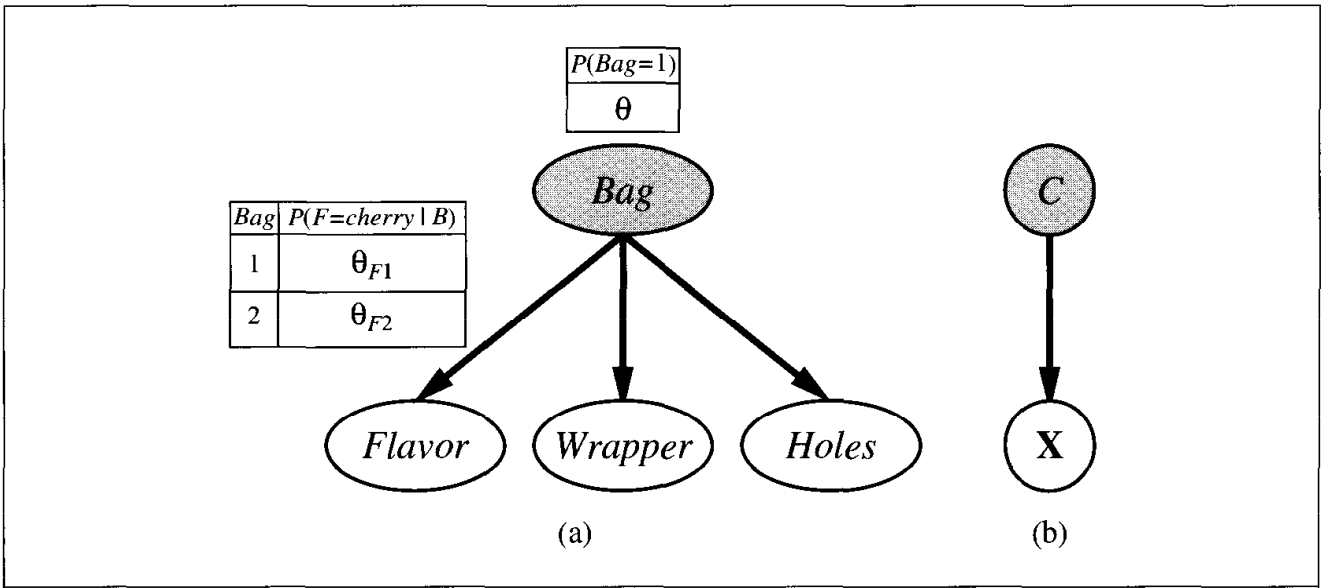 P(Bag=1)
θ
Bag
C
Bag P(F=cherry | B)
1 θF1
2 θF2
Flavor Wrapper Holes X
(a) (b)